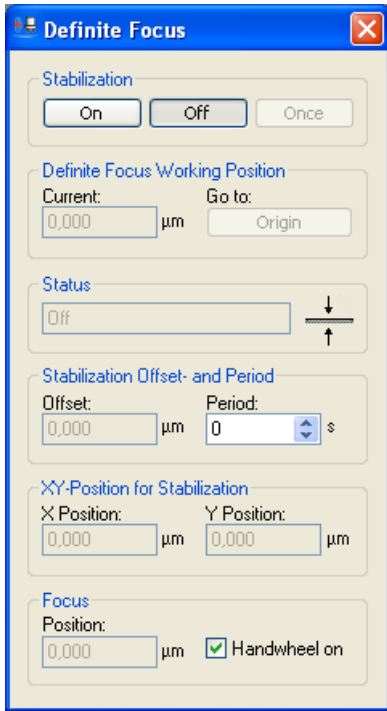 Definite Focus
Stabilization
On Off Once
Definite Focus Working Position
Current: Go to:
0,000 µm Origin
Status
Off
Stabilization Offset- and Period
Offset: Period:
0,000 µm 0 s
XY-Position for Stabilization
X Position: Y Position:
0,000 µm 0,000 µm
Focus
Position:
0,000 µm Handwheel on